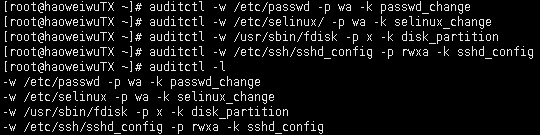 [root@haoweiwuTX ~]# auditctl -w /etc/passwd -p wa -k passwd_change
[root@haoweiwuTX ~]# auditctl -w /etc/selinux/ -p wa -k selinux_change
[root@haoweiwuTX ~]# auditctl -w /usr/sbin/fdisk -p x -k disk_partition
[root@haoweiwuTX ~]# auditctl -w /etc/ssh/sshd_config -p rwxa -k sshd_config
[root@haoweiwuTX ~]# auditctl -l
-w /etc/passwd -p wa -k passwd_change
-w /etc/selinux -p wa -k selinux_change
-w /usr/sbin/fdisk -p x -k disk_partition
-w /etc/ssh/sshd_config -p rwxa -k sshd_config